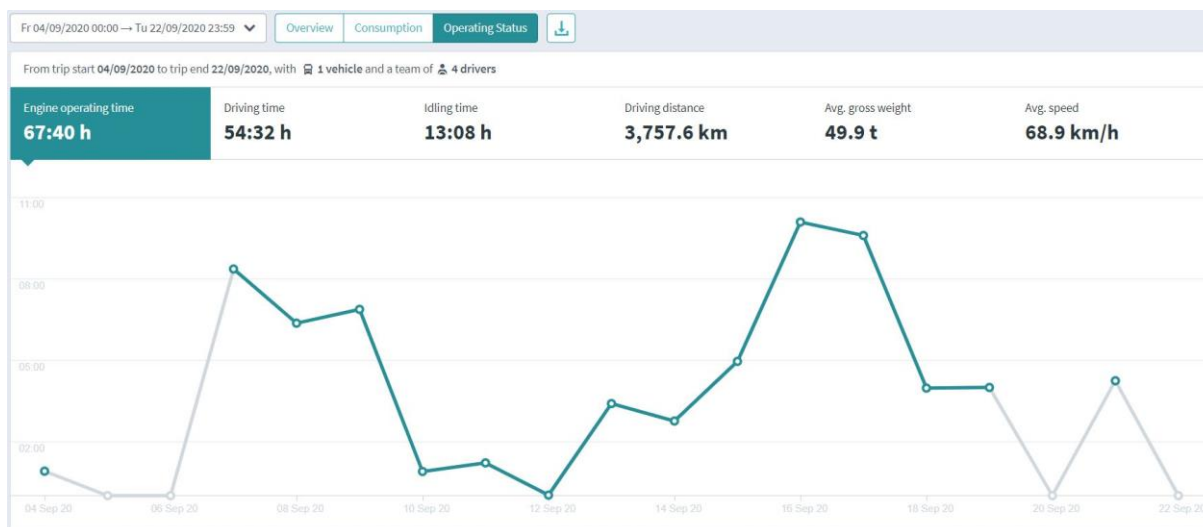 Fr 04/09/2020 00:00 → Tu 22/09/2020 23:59 Overview Consumption Operating Status
From trip start 04/09/2020 to trip end 22/09/2020, with 1 vehicle and a team of 4 drivers
Engine operating time Driving time Idling time Driving distance Avg. gross weight Avg. speed
67:40 h 54:32 h 13:08 h 3,757.6 km 49.9 t 68.9 km/h
11:00
08:00
05:00
02:00
04 Sep 20 06 Sep 20 08 Sep 20 10 Sep 20 12 Sep 20 14 Sep 20 16 Sep 20 18 Sep 20 20 Sep 20 22 Sep 2